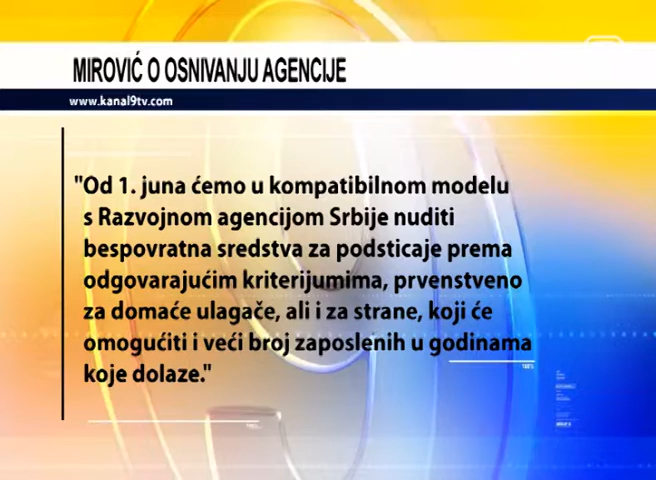 MIROVIĆ O OSNIVANJU AGENCIJE
www.kanal9tv.com
"Od 1. juna ćemo u kompatibilnom modelu
s Razvojnom agencijom Srbije nuditi
bespovratna sredstva za podsticaje prema
odgovarajućim kriterijumima, prvenstveno
za domaće ulagače, ali i za strane, koji će
omogućiti i veći broj zaposlenih u godinama
koje dolaze."
100%